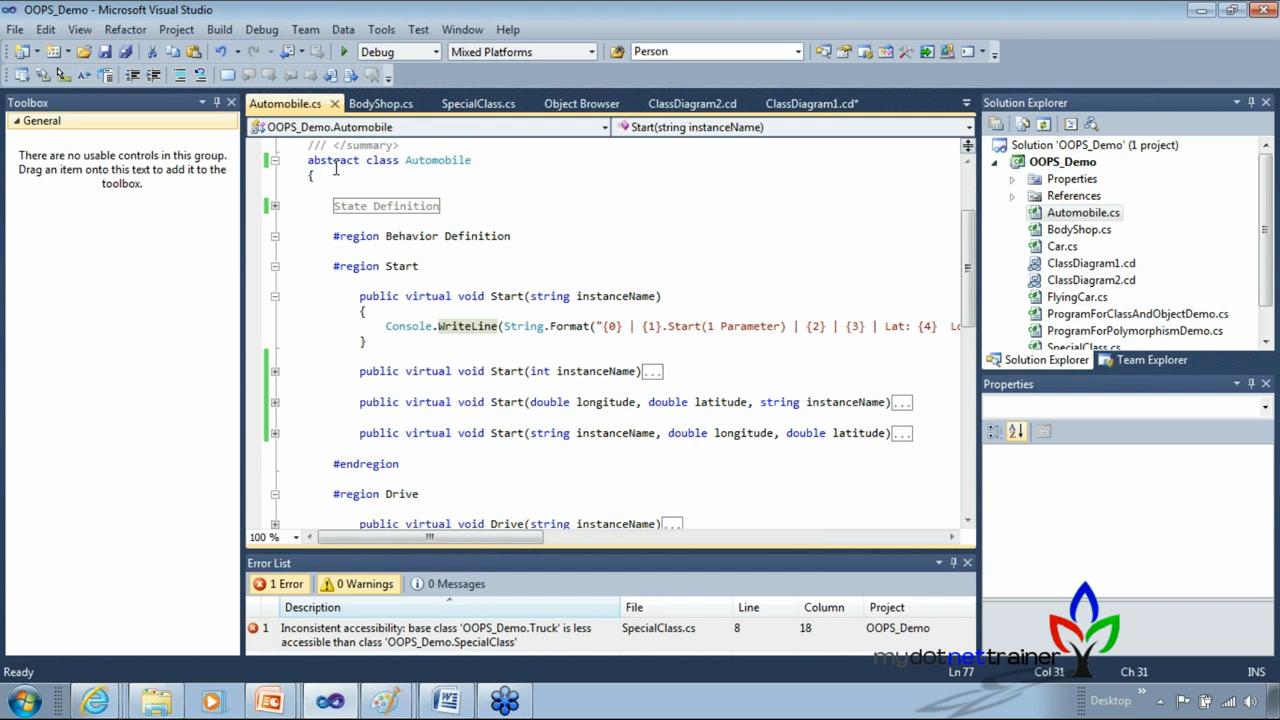 OOPS_Demo - Microsoft Visual Studio
File Edit View Refactor Project Build Debug Team Data Tools Test Window Help
Debug Mixed Platforms Person
Toolbox
General
There are no usable controls in this group. Drag an item onto this text to add it to the toolbox.
Automobile.cs BodyShop.cs SpecialClass.cs Object Browser ClassDiagram2.cd ClassDiagram1.cd*
OOPS_Demo.Automobile Start(string instanceName)
/// </summary>
abstract class Automobile
{
State Definition
#region Behavior Definition
#region Start
public virtual void Start(string instanceName)
{
Console.WriteLine(String.Format("{0} | {1}.Start(1 Parameter) | {2} | {3} | Lat: {4} Lo
}
public virtual void Start(int instanceName)...
public virtual void Start(double longitude, double latitude, string instanceName)...
public virtual void Start(string instanceName, double longitude, double latitude)...
#endregion
#region Drive
public virtual void Drive(string instanceName)...
100 %
Error List
1 Error 0 Warnings 0 Messages
Description File Line Column Project
1 Inconsistent accessibility: base class 'OOPS_Demo.Truck' is less SpecialClass.cs 8 18 OOPS_Demo
accessible than class 'OOPS_Demo.SpecialClass'
Solution Explorer
Solution 'OOPS_Demo' (1 project)
OOPS_Demo
Properties
References
Automobile.cs
BodyShop.cs
Car.cs
ClassDiagram1.cd
ClassDiagram2.cd
FlyingCar.cs
ProgramForClassAndObjectDemo.cs
ProgramForPolymorphismDemo.cs
SpecialClass.cs
Solution Explorer Team Explorer
Properties
mydotnettrainer
Ready Ln 77 Col 31 Ch 31 INS
Desktop